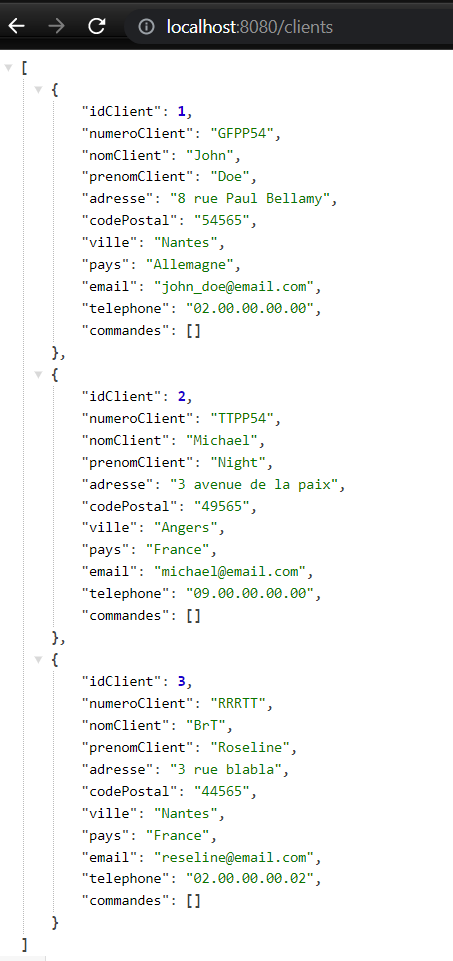 localhost:8080/clients
[
{
"idClient": 1,
"numeroClient": "GFPP54",
"nomClient": "John",
"prenomClient": "Doe",
"adresse": "8 rue Paul Bellamy",
"codePostal": "54565",
"ville": "Nantes",
"pays": "Allemagne",
"email": "john_doe@email.com",
"telephone": "02.00.00.00.00",
"commandes": []
},
{
"idClient": 2,
"numeroClient": "TTPP54",
"nomClient": "Michael",
"prenomClient": "Night",
"adresse": "3 avenue de la paix",
"codePostal": "49565",
"ville": "Angers",
"pays": "France",
"email": "michael@email.com",
"telephone": "09.00.00.00.00",
"commandes": []
},
{
"idClient": 3,
"numeroClient": "RRRTT",
"nomClient": "BrT",
"prenomClient": "Roseline",
"adresse": "3 rue blabla",
"codePostal": "44565",
"ville": "Nantes",
"pays": "France",
"email": "reseline@email.com",
"telephone": "02.00.00.00.02",
"commandes": []
}
]